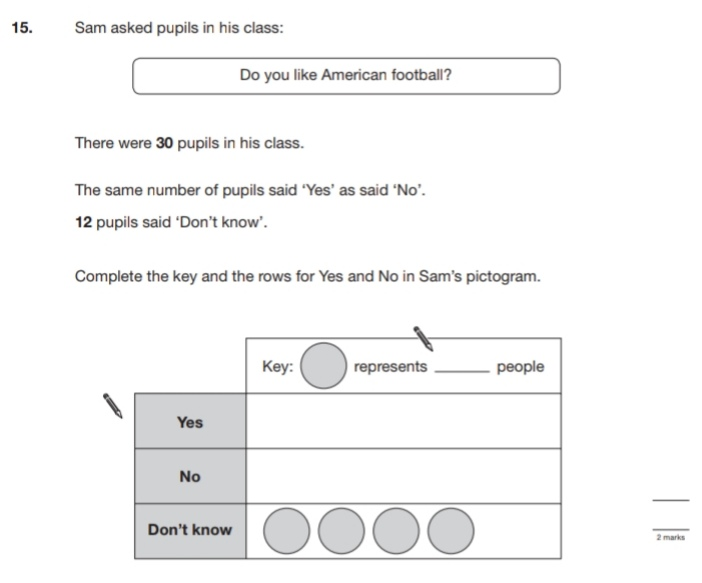 15. Sam asked pupils in his class:
Do you like American football?
There were 30 pupils in his class.
The same number of pupils said ‘Yes’ as said ‘No’.
12 pupils said ‘Don’t know’.
Complete the key and the rows for Yes and No in Sam’s pictogram.
Key: represents ______ people
Yes
No
Don’t know
2 marks